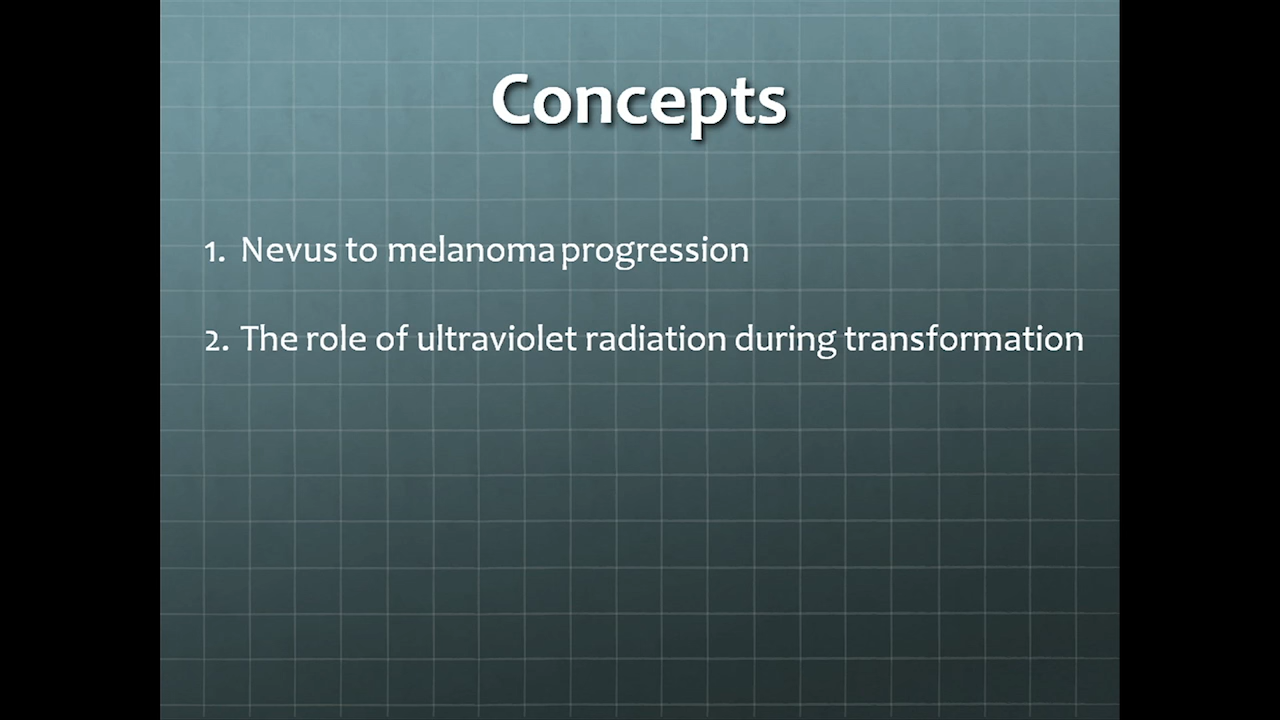 Concepts
1. Nevus to melanoma progression
2. The role of ultraviolet radiation during transformation